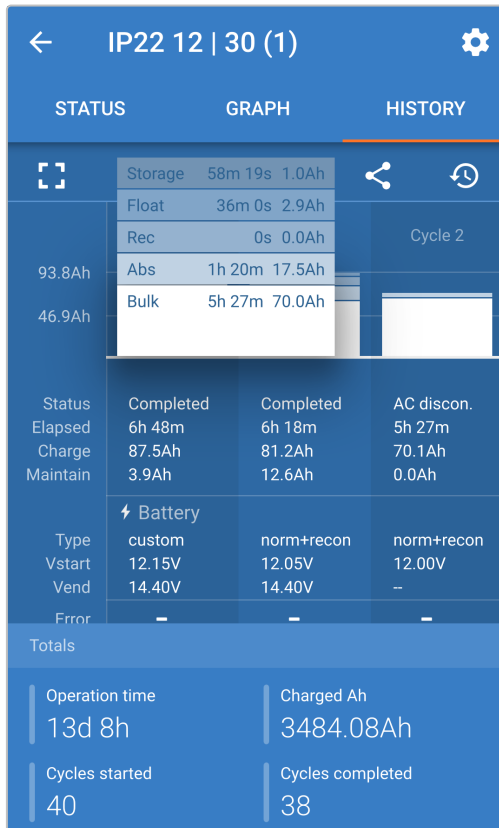 IP22 12 | 30 (1)
STATUS GRAPH HISTORY
Storage 58m 19s 1.0Ah
Float 36m 0s 2.9Ah
Rec 0s 0.0Ah
Abs 1h 20m 17.5Ah
Bulk 5h 27m 70.0Ah
Cycle 2
93.8Ah
46.9Ah
Status Completed Completed AC discon.
Elapsed 6h 48m 6h 18m 5h 27m
Charge 87.5Ah 81.2Ah 70.1Ah
Maintain 3.9Ah 12.6Ah 0.0Ah
Battery
Type custom norm+recon norm+recon
Vstart 12.15V 12.05V 12.00V
Vend 14.40V 14.40V --
Error - - -
Totals
Operation time Charged Ah
13d 8h 3484.08Ah
Cycles started Cycles completed
40 38